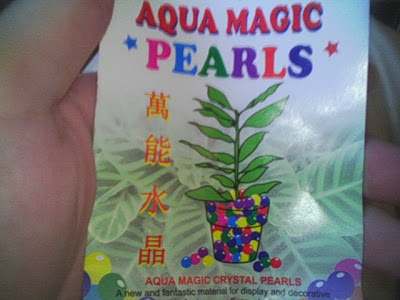 AQUA MAGIC
PEARLS
萬能水晶
AQUA MAGIC CRYSTAL PEARLS
A new and fantastic material for display and decorative